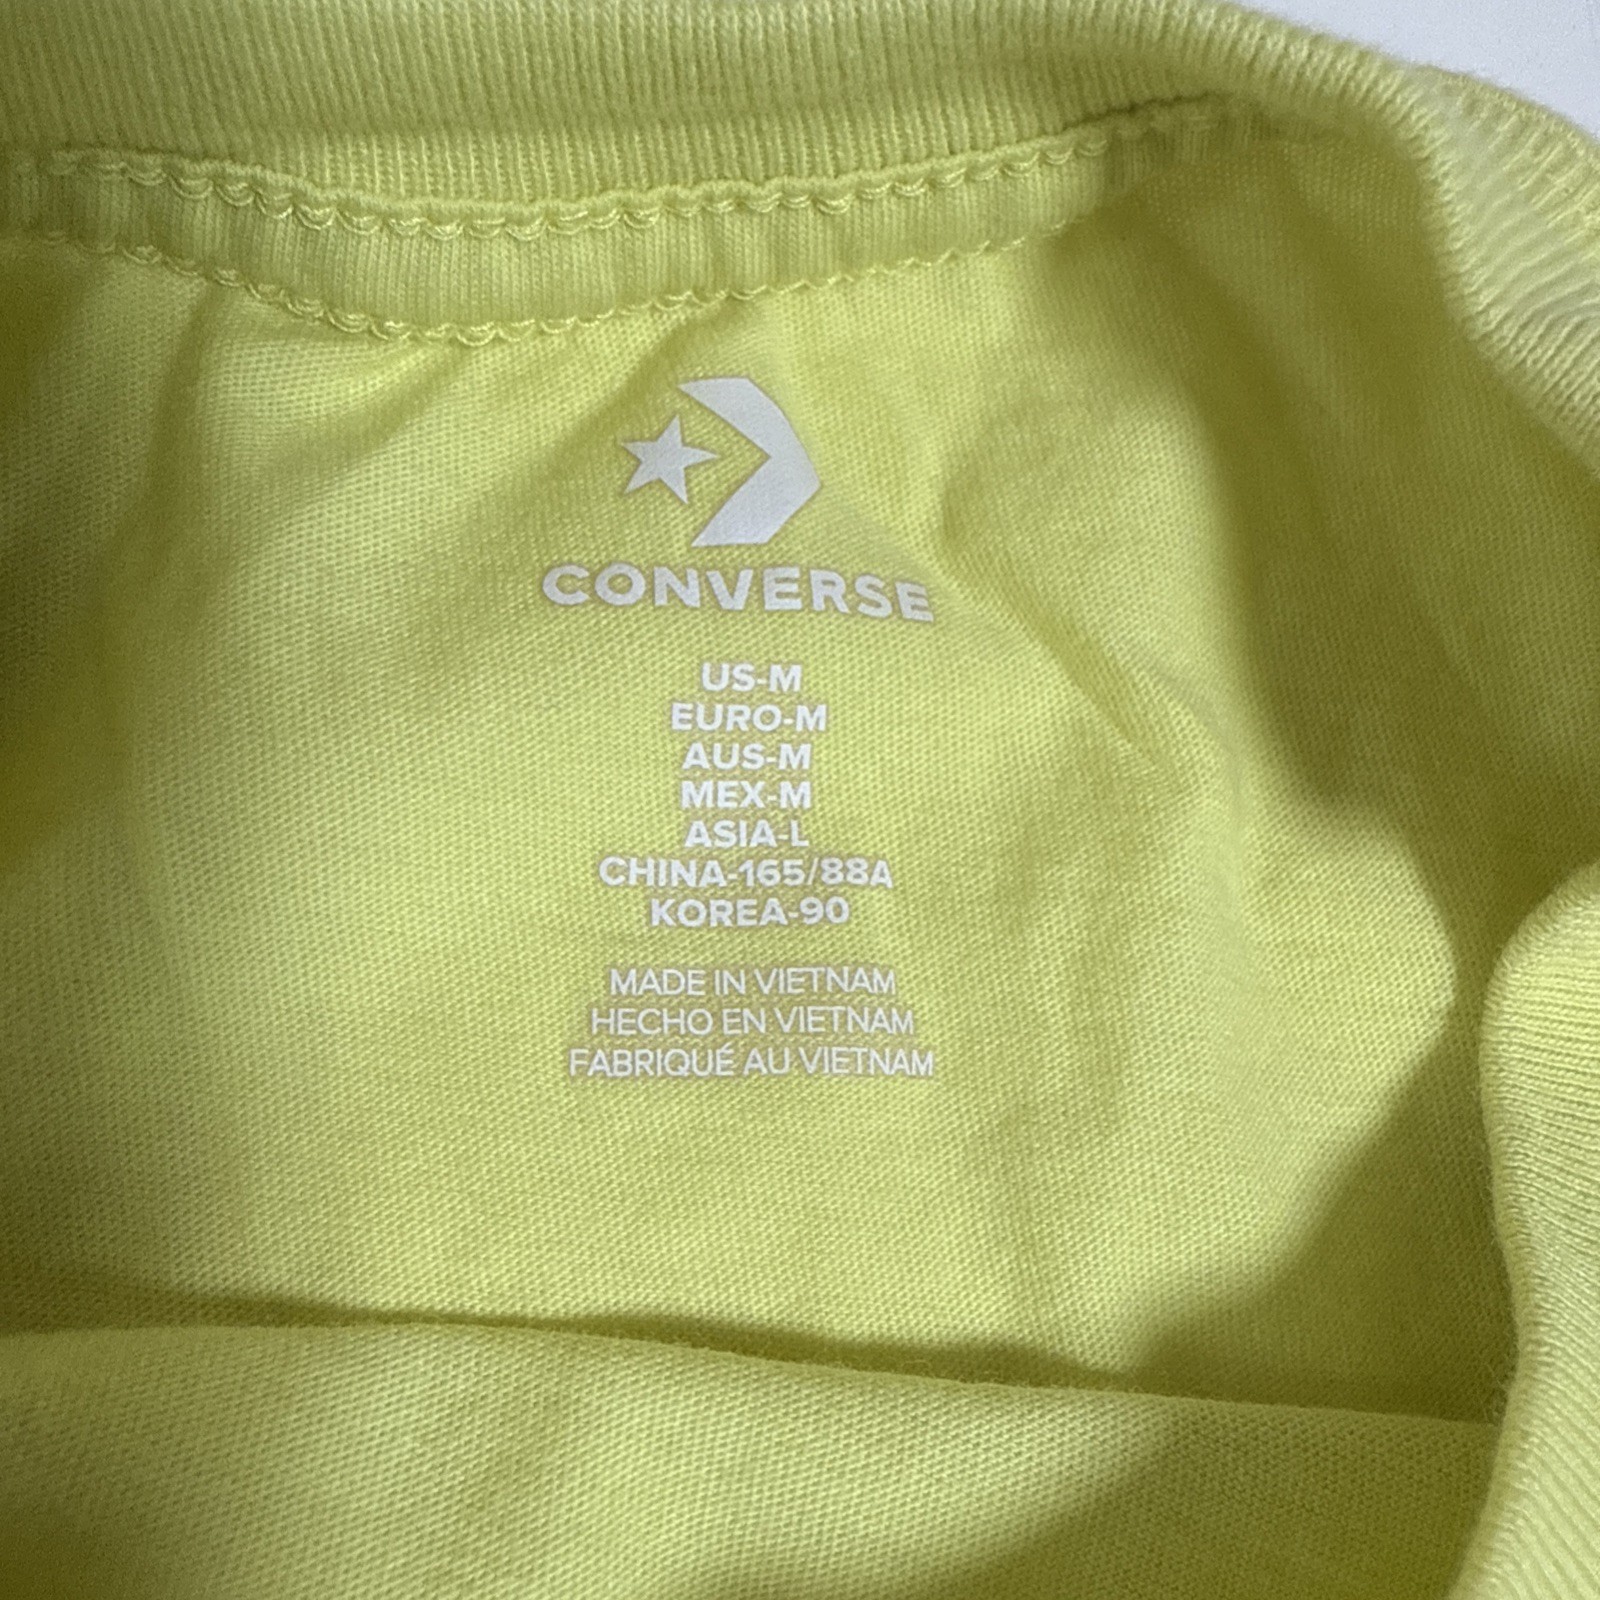 CONVERSE
US-M
EURO-M
AUS-M
MEX-M
ASIA-L
CHINA-165/88A
KOREA-90
MADE IN VIETNAM
HECHO EN VIETNAM
FABRIQUÉ AU VIETNAM